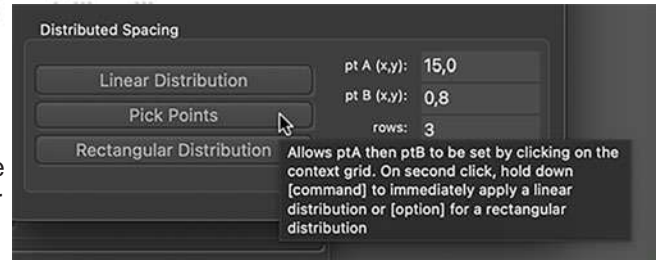 Distributed Spacing
Linear Distribution
pt A (x,y): 15,0
Pick Points
pt B (x,y): 0,8
rows: 3
Rectangular Distribution
Allows ptA then ptB to be set by clicking on the
context grid. On second click, hold down
[command] to immediately apply a linear
distribution or [option] for a rectangular
distribution